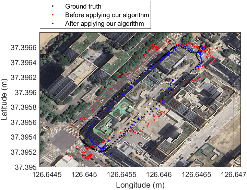 Ground truth
Before applying our algorithm
After applying our algorithm
Latitude (m)
37.3966
37.3964
37.3962
37.396
37.3958
37.3956
37.3954
37.3952
37.395
126.6445 126.645 126.6455 126.646 126.6465 126.647
Longitude (m)